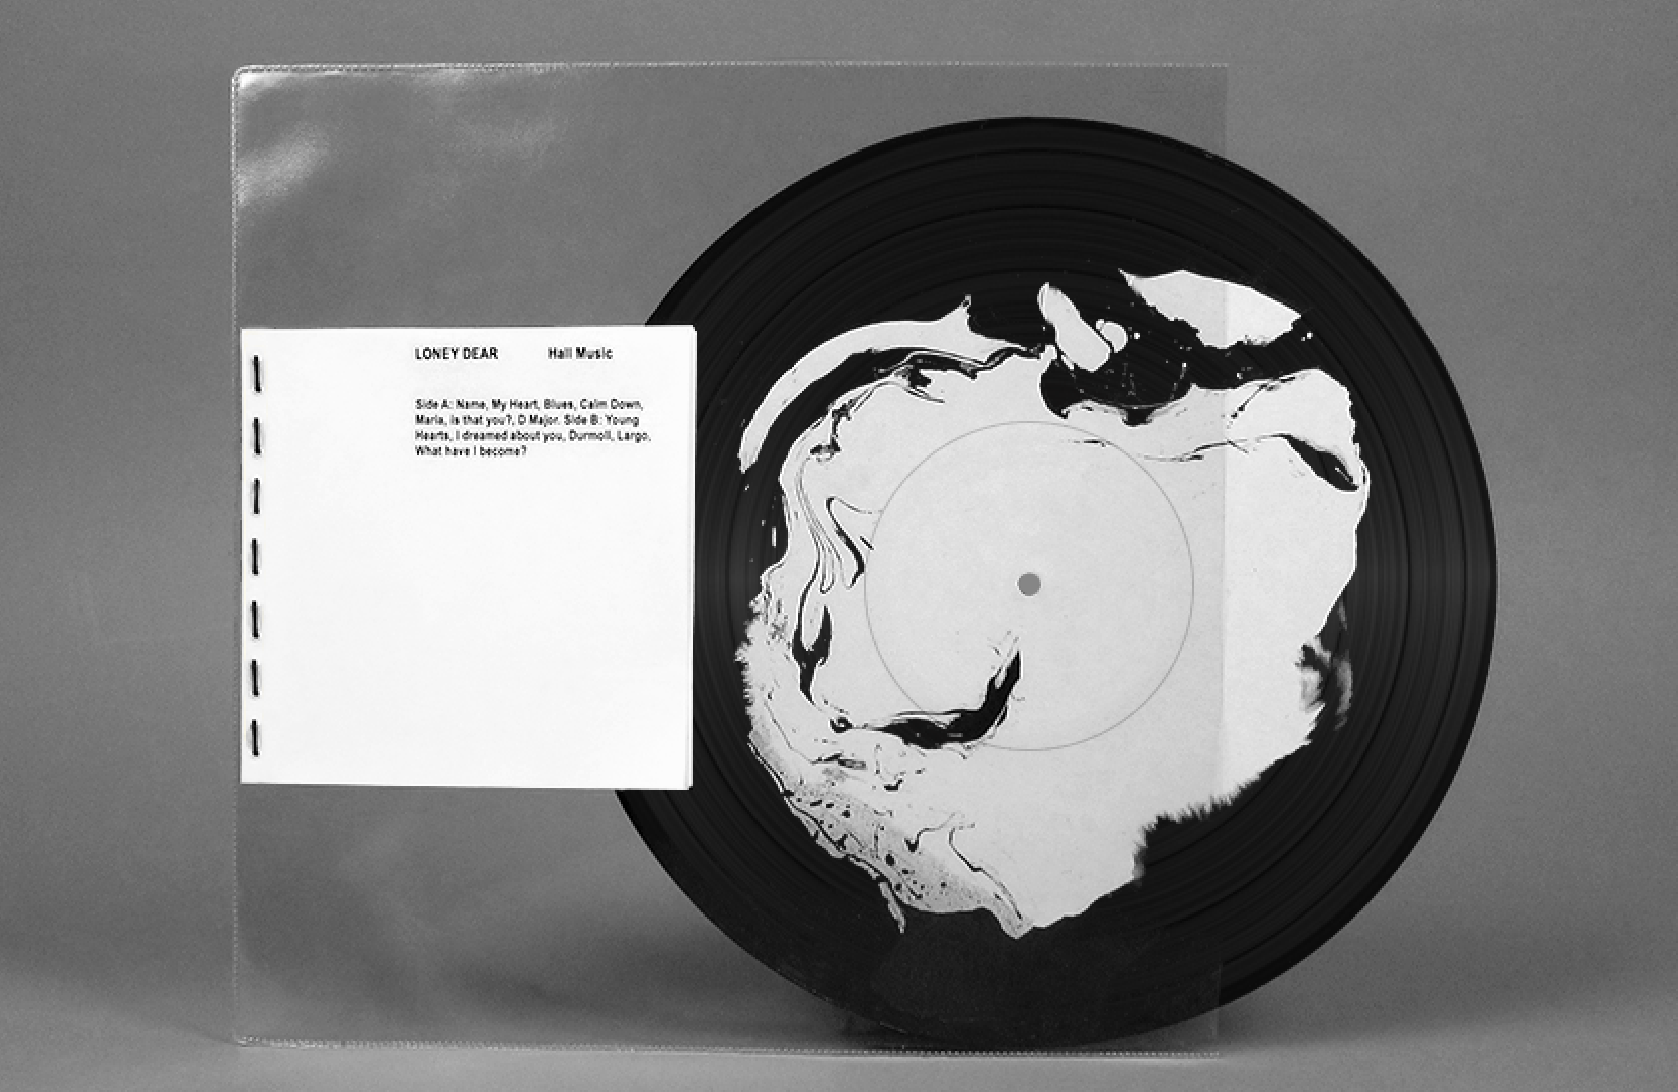 LONEY DEAR Hall Music
Side A: Name, My Heart, Blues, Calm Down,
Maria, is that you?, D Major. Side B: Young
Hearts, I dreamed about you, Durmoll, Largo,
What have I become?